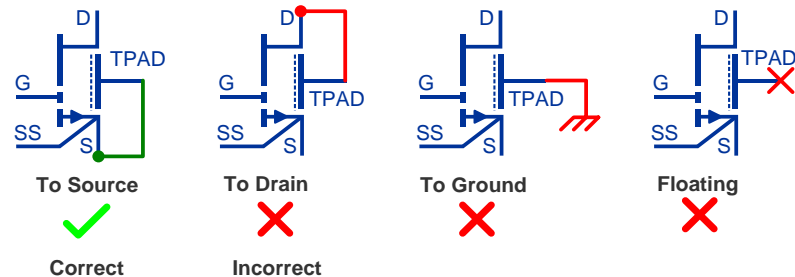 D D D D
TPAD TPAD TPAD TPAD
G G G G
SS S SS S SS S SS S
To Source To Drain To Ground Floating
Correct Incorrect